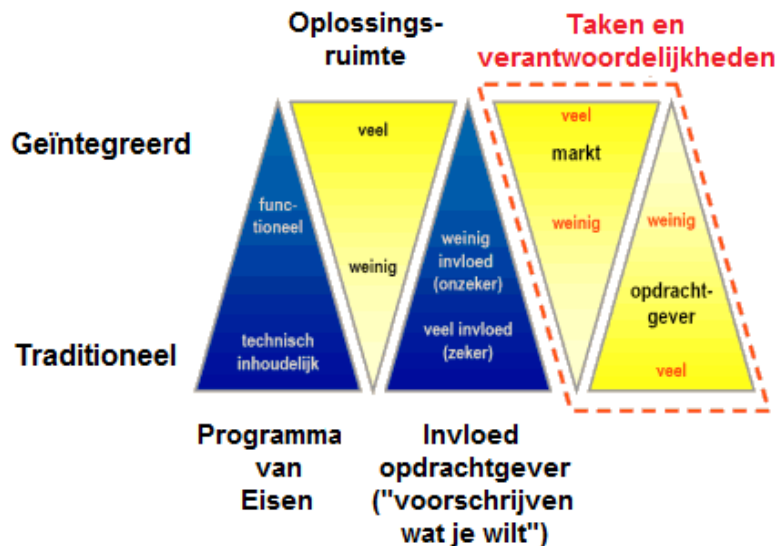 Oplossings-
ruimte
Taken en
verantwoordelijkheden
Geïntegreerd
Traditioneel
func-
tioneel
technisch
inhoudelijk
veel
weinig
weinig
invloed
(onzeker)
veel invloed
(zeker)
veel
markt
weinig
weinig
opdracht-
gever
veel
Programma
van
Eisen
Invloed
opdrachtgever
("voorschrijven
wat je wilt")